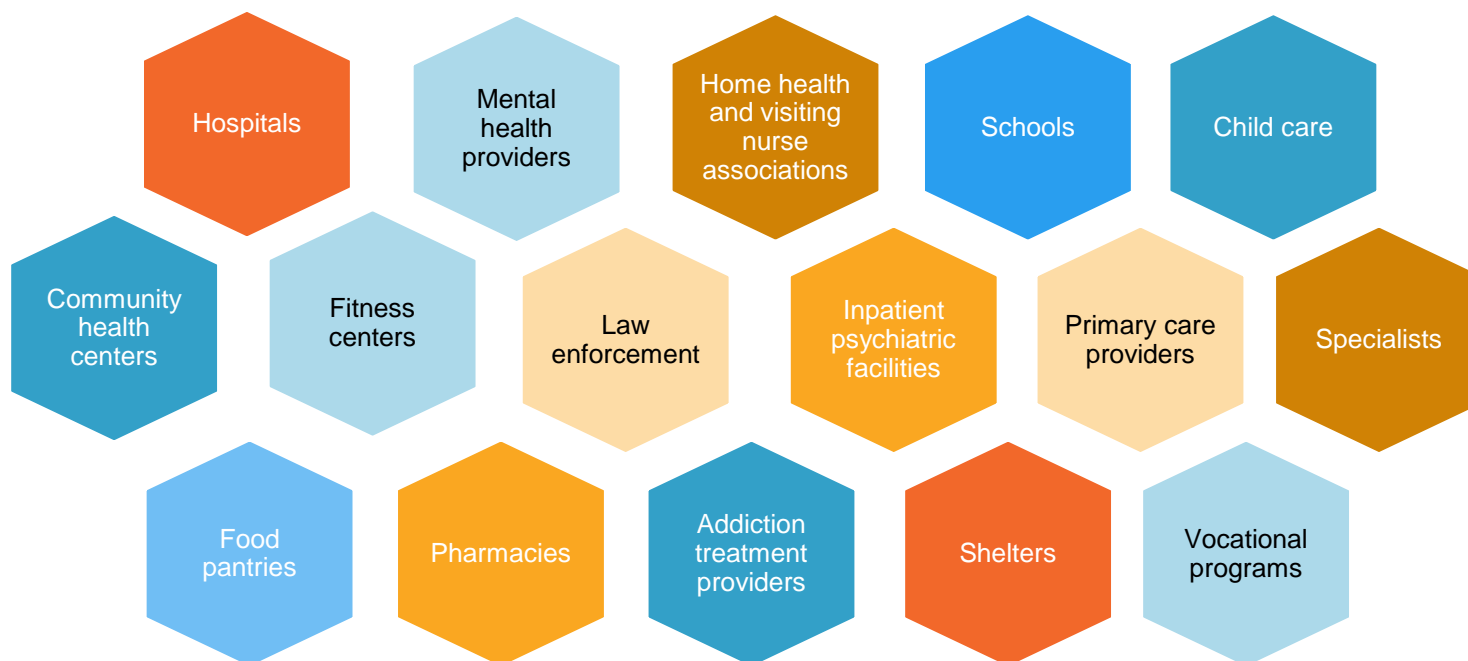 Hospitals
Mental
health
providers
Home health
and visiting
nurse
associations
Schools
Child care
Community
health
centers
Fitness
centers
Law
enforcement
Inpatient
psychiatric
facilities
Primary care
providers
Specialists
Food
pantries
Pharmacies
Addiction
treatment
providers
Shelters
Vocational
programs